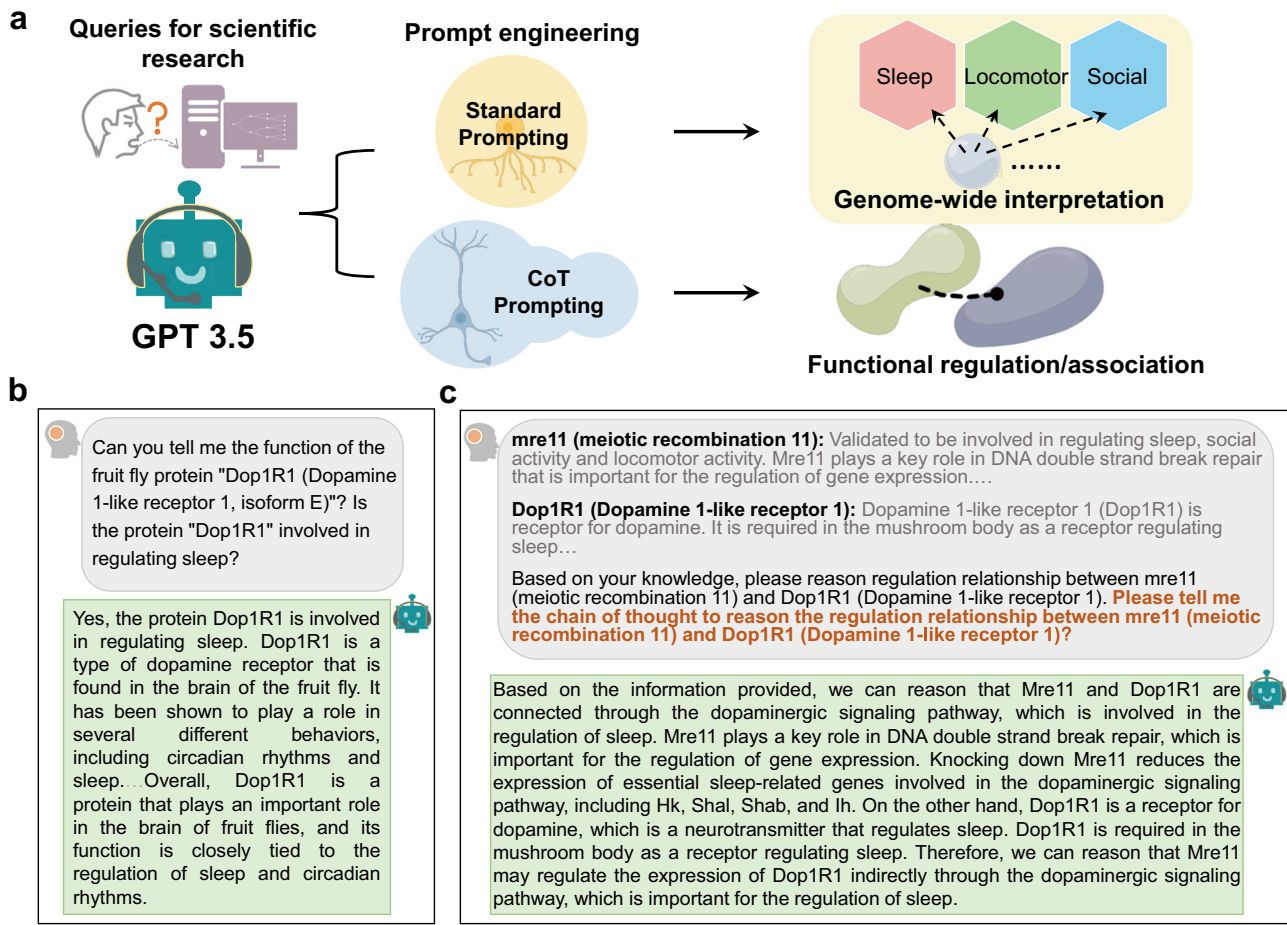 a
Queries for scientific
research
?
Prompt engineering
Standard
Prompting
Sleep
Locomotor
Social
......
Genome-wide interpretation
GPT 3.5
CoT
Prompting
Functional regulation/association
b
Can you tell me the function of the
fruit fly protein "Dop1R1 (Dopamine
1-like receptor 1, isoform E)"? Is
the protein "Dop1R1" involved in
regulating sleep?
Yes, the protein Dop1R1 is involved
in regulating sleep. Dop1R1 is a
type of dopamine receptor that is
found in the brain of the fruit fly. It
has been shown to play a role in
several different behaviors,
including circadian rhythms and
sleep.…Overall, Dop1R1 is a
protein that plays an important role
in the brain of fruit flies, and its
function is closely tied to the
regulation of sleep and circadian
rhythms.
c
mre11 (meiotic recombination 11): Validated to be involved in regulating sleep, social
activity and locomotor activity. Mre11 plays a key role in DNA double strand break repair
that is important for the regulation of gene expression.…
Dop1R1 (Dopamine 1-like receptor 1): Dopamine 1-like receptor 1 (Dop1R1) is
receptor for dopamine. It is required in the mushroom body as a receptor regulating
sleep…
Based on your knowledge, please reason regulation relationship between mre11
(meiotic recombination 11) and Dop1R1 (Dopamine 1-like receptor 1). Please tell me
the chain of thought to reason the regulation relationship between mre11 (meiotic
recombination 11) and Dop1R1 (Dopamine 1-like receptor 1)?
Based on the information provided, we can reason that Mre11 and Dop1R1 are
connected through the dopaminergic signaling pathway, which is involved in the
regulation of sleep. Mre11 plays a key role in DNA double strand break repair, which is
important for the regulation of gene expression. Knocking down Mre11 reduces the
expression of essential sleep-related genes involved in the dopaminergic signaling
pathway, including Hk, Shal, Shab, and Ih. On the other hand, Dop1R1 is a receptor for
dopamine, which is a neurotransmitter that regulates sleep. Dop1R1 is required in the
mushroom body as a receptor regulating sleep. Therefore, we can reason that Mre11
may regulate the expression of Dop1R1 indirectly through the dopaminergic signaling
pathway, which is important for the regulation of sleep.